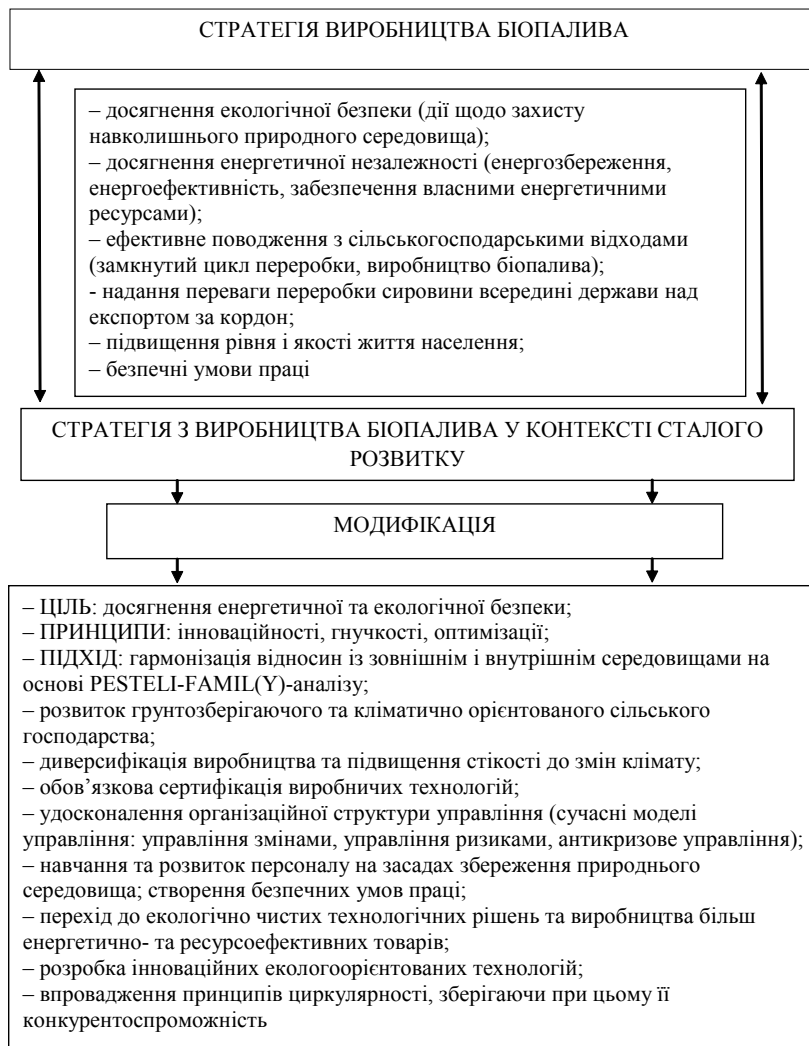 СТРАТЕГІЯ ВИРОБНИЦТВА БІОПАЛИВА
– досягнення екологічної безпеки (дії щодо захисту
навколишнього природного середовища);
– досягнення енергетичної незалежності (енергозбереження,
енергоефективність, забезпечення власними енергетичними
ресурсами);
– ефективне поводження з сільськогосподарськими відходами
(замкнутий цикл переробки, виробництво біопалива);
- надання переваги переробки сировини всередині держави над
експортом за кордон;
– підвищення рівня і якості життя населення;
– безпечні умови праці
СТРАТЕГІЯ З ВИРОБНИЦТВА БІОПАЛИВА У КОНТЕКСТІ СТАЛОГО
РОЗВИТКУ
МОДИФІКАЦІЯ
– ЦІЛЬ: досягнення енергетичної та екологічної безпеки;
– ПРИНЦИПИ: інноваційності, гнучкості, оптимізації;
– ПІДХІД: гармонізація відносин із зовнішнім і внутрішнім середовищами на
основі PESTELI-FAMIL(Y)-аналізу;
– розвиток грунтозберігаючого та кліматично орієнтованого сільського
господарства;
– диверсифікація виробництва та підвищення стікості до змін клімату;
– обов’язкова сертифікація виробничих технологій;
– удосконалення організаційної структури управління (сучасні моделі
управління: управління змінами, управління ризиками, антикризове управління);
– навчання та розвиток персоналу на засадах збереження природнього
середовища; створення безпечних умов праці;
– перехід до екологічно чистих технологічних рішень та виробництва більш
енергетично- та ресурсоефективних товарів;
– розробка інноваційних екологоорієнтованих технологій;
– впровадження принципів циркулярності, зберігаючи при цьому її
конкурентоспроможність